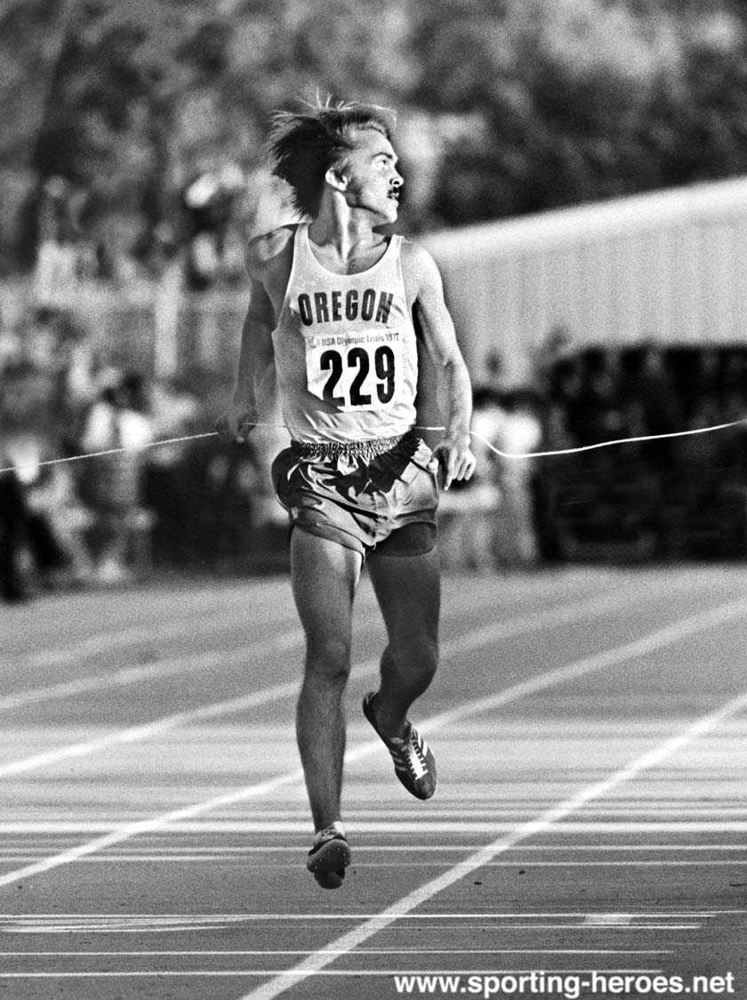 OREGON
USA Olympic Trials 1972
229
www.sporting-heroes.net